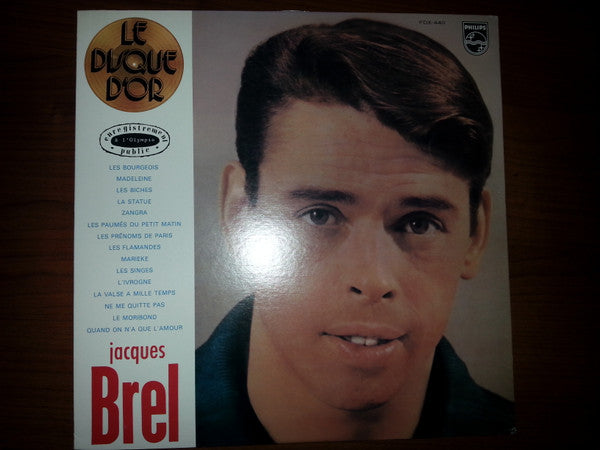 LE
DISQUE
D'OR
enregistrement
à l'Olympia
public
LES BOURGEOIS
MADELEINE
LES BICHES
LA STATUE
ZANGRA
LES PAUMÉS DU PETIT MATIN
LES PRÉNOMS DE PARIS
LES FLAMANDES
MARIEKE
LES SINGES
L'IVROGNE
LA VALSE A MILLE TEMPS
NE ME QUITTE PAS
LE MORIBOND
QUAND ON N'A QUE L'AMOUR
jacques
Brel
PHILIPS